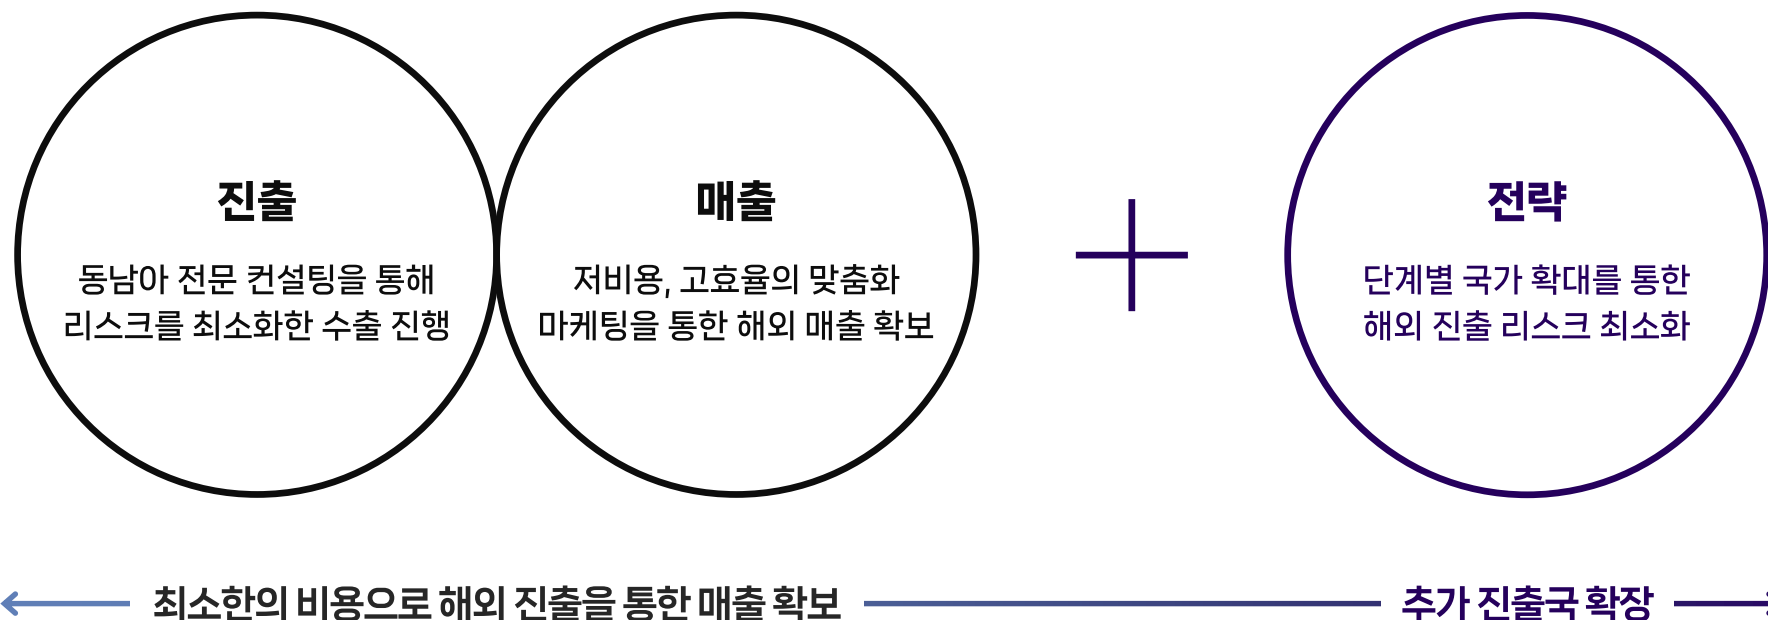 진출
동남아 전문 컨설팅을 통해
리스크를 최소화한 수출 진행
매출
저비용, 고효율의 맞춤화
마케팅을 통한 해외 매출 확보
전략
단계별 국가 확대를 통한
해외 진출 리스크 최소화
최소한의 비용으로 해외 진출을 통한 매출 확보
추가 진출국 확장